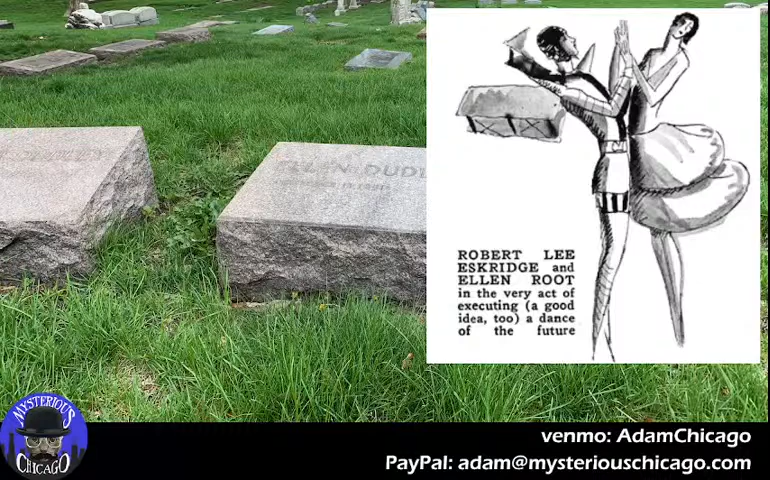 ELLEN DUDL
ROBERT LEE
ESKRIDGE and
ELLEN ROOT
in the very act of
executing (a good
idea, too) a dance
of the future
MYSTERIOUS
CHICAGO
venmo: AdamChicago
PayPal: adam@mysteriouschicago.com